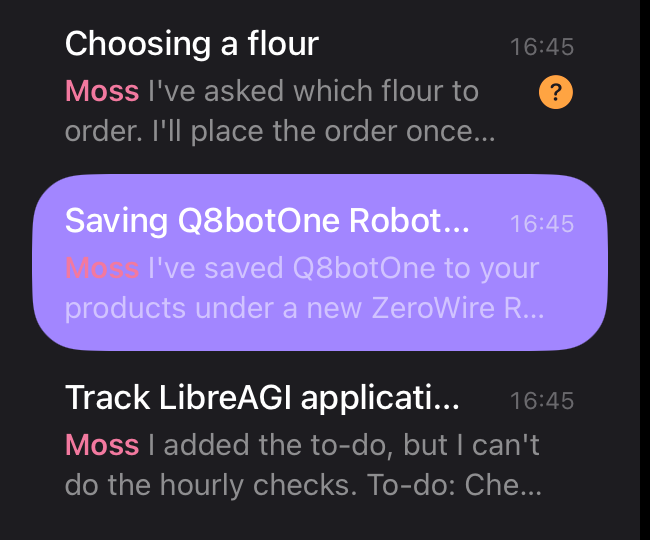 Choosing a flour 16:45
Moss I've asked which flour to ?
order. I'll place the order once...
Saving Q8botOne Robot... 16:45
Moss I've saved Q8botOne to your
products under a new ZeroWire R...
Track LibreAGI applicati... 16:45
Moss I added the to-do, but I can't
do the hourly checks. To-do: Che...